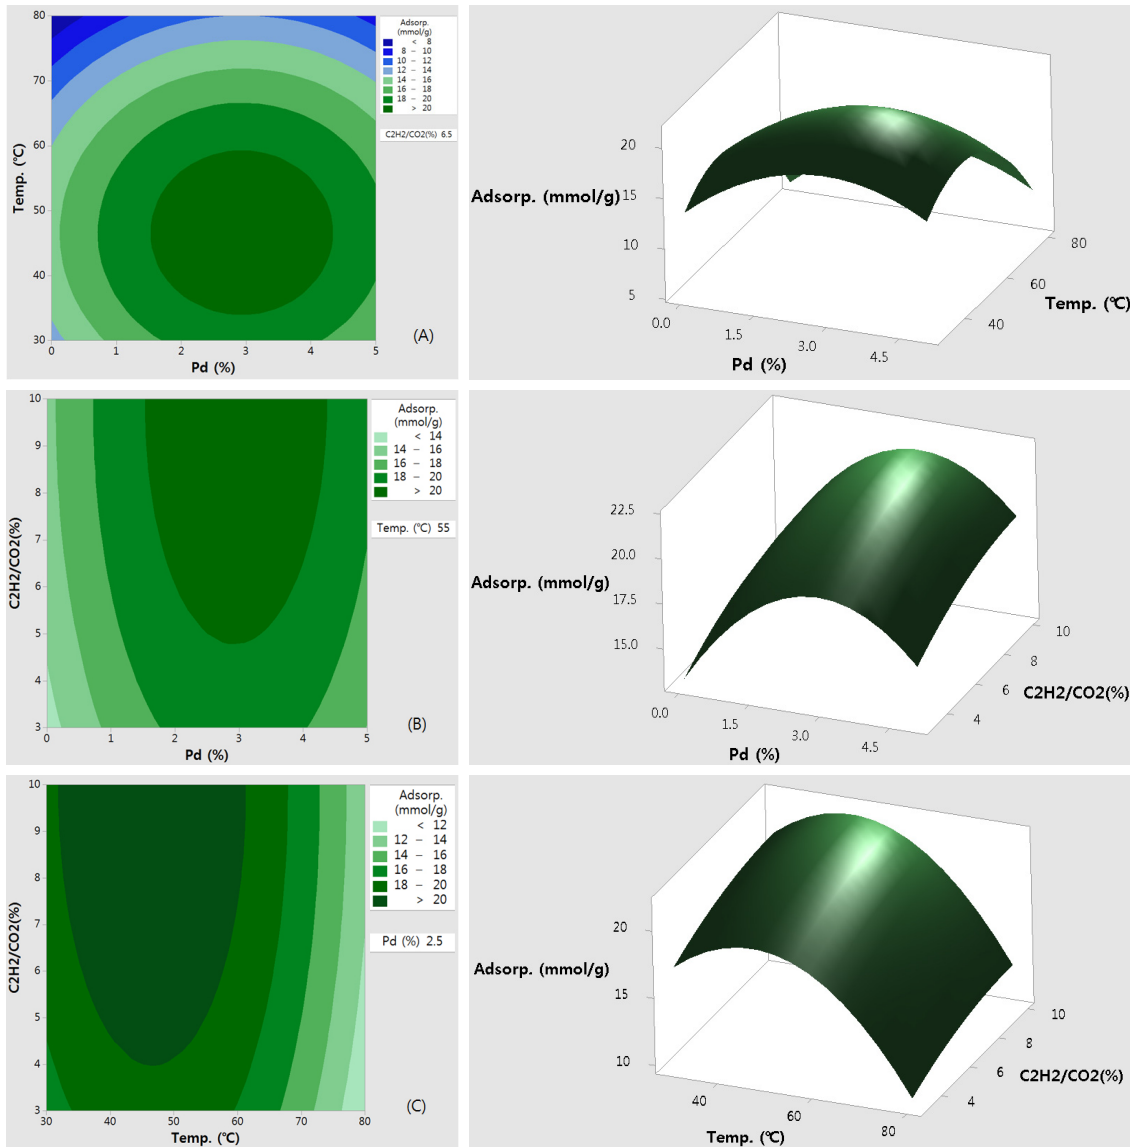 80
70
60
50
40
30
Temp. (℃)
0
1
2
3
4
5
Pd (%)
Adsorp.
(mmol/g)
< 8
8 – 10
10 – 12
12 – 14
14 – 16
16 – 18
18 – 20
> 20
C2H2/CO2(%) 6.5
(A)
20
15
10
5
Adsorp. (mmol/g)
0.0
1.5
3.0
4.5
Pd (%)
40
60
80
Temp. (℃)
10
9
8
7
6
5
4
3
C2H2/CO2(%)
0
1
2
3
4
5
Pd (%)
Adsorp.
(mmol/g)
< 14
14 – 16
16 – 18
18 – 20
> 20
Temp. (℃) 55
(B)
22.5
20.0
17.5
15.0
Adsorp. (mmol/g)
0.0
1.5
3.0
4.5
Pd (%)
4
6
8
10
C2H2/CO2(%)
10
9
8
7
6
5
4
3
C2H2/CO2(%)
30
40
50
60
70
80
Temp. (℃)
Adsorp.
(mmol/g)
< 12
12 – 14
14 – 16
16 – 18
18 – 20
> 20
Pd (%) 2.5
(C)
20
15
10
Adsorp. (mmol/g)
40
60
80
Temp. (℃)
4
6
8
10
C2H2/CO2(%)